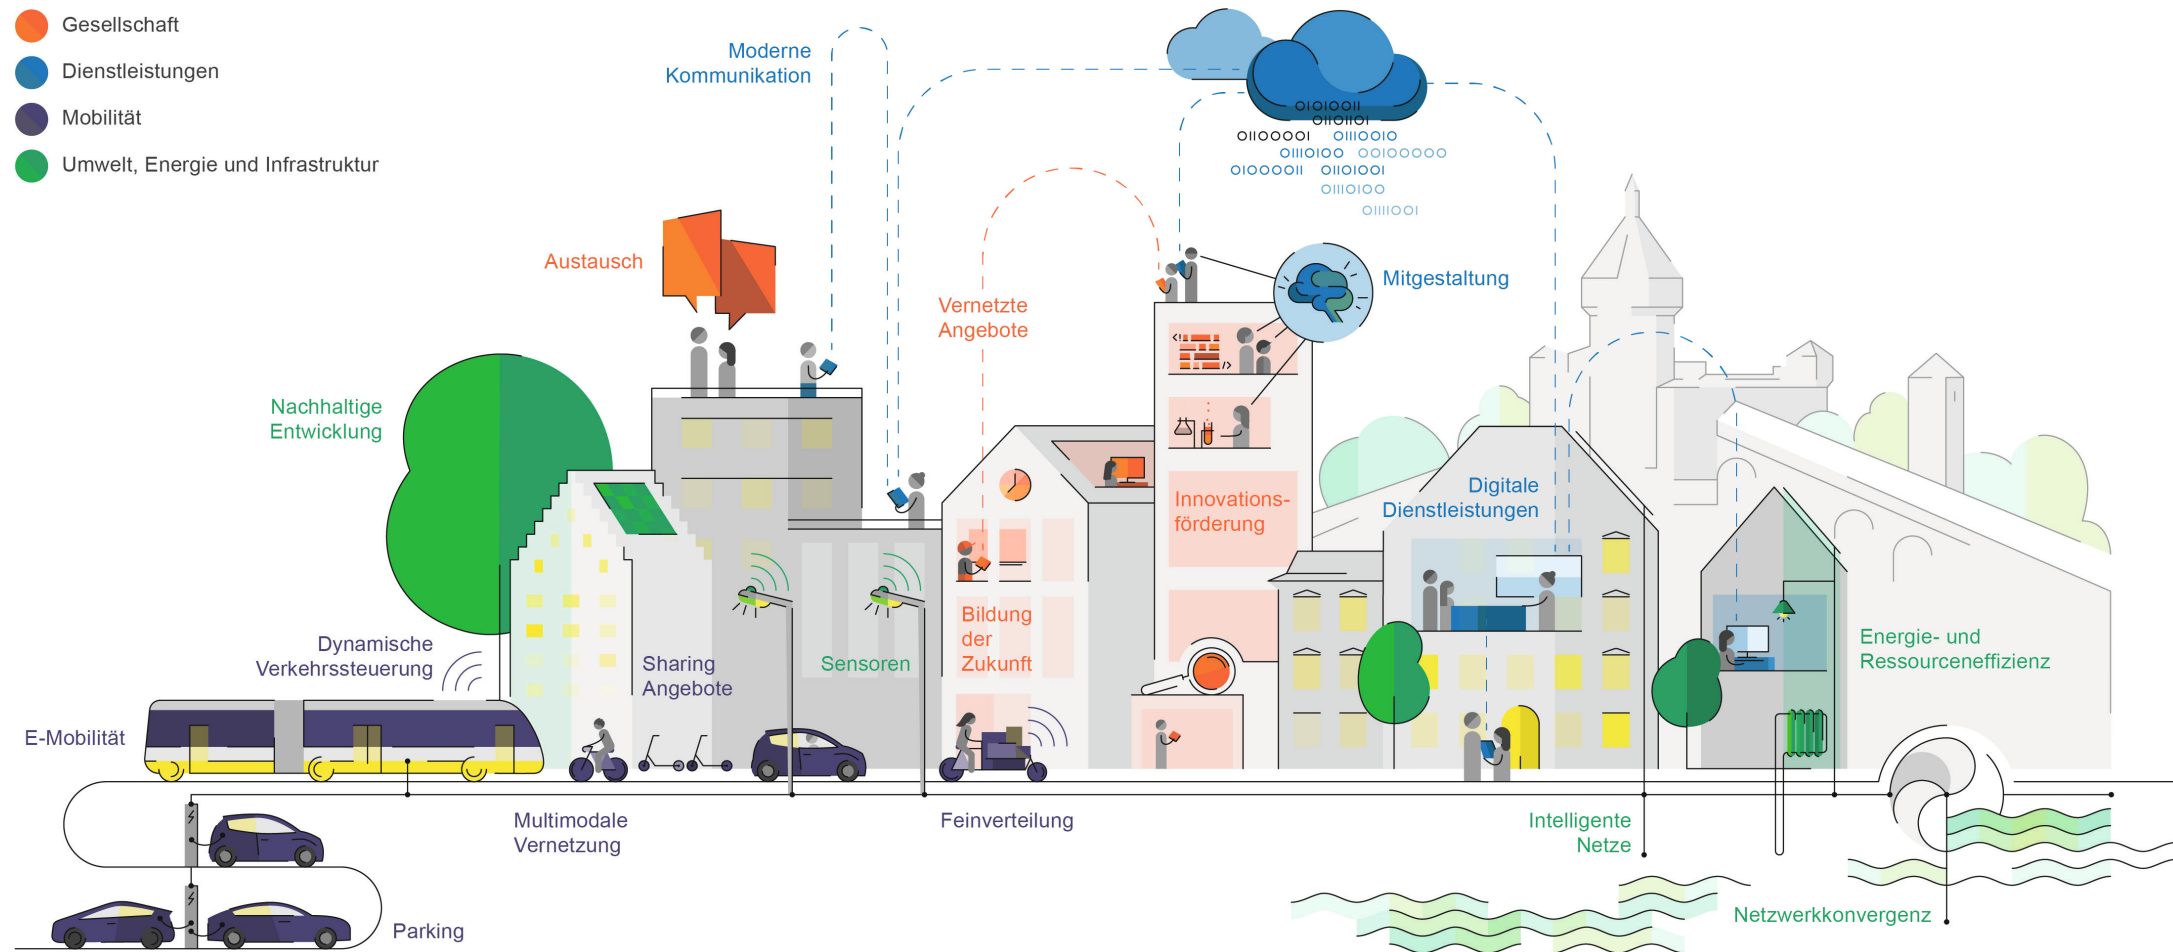 Gesellschaft
Dienstleistungen
Mobilität
Umwelt, Energie und Infrastruktur
Moderne
Kommunikation
OIOIOOII
OIIOIIOI
OIIOOOOI
OIIIOOIO
OIIIOIOO
OOIOOOOO
OIOOOOII
OIIOIOOI
OIIIOIOO
OIIIIOOI
Austausch
Vernetzte
Angebote
Mitgestaltung
<!
/>
Nachhaltige
Entwicklung
Innovations-
förderung
Digitale
Dienstleistungen
Bildung
der
Zukunft
Dynamische
Verkehrssteuerung
Sharing
Angebote
Sensoren
Energie- und
Ressourceneffizienz
E-Mobilität
Multimodale
Vernetzung
Feinverteilung
Intelligente
Netze
Parking
Netzwerkkonvergenz